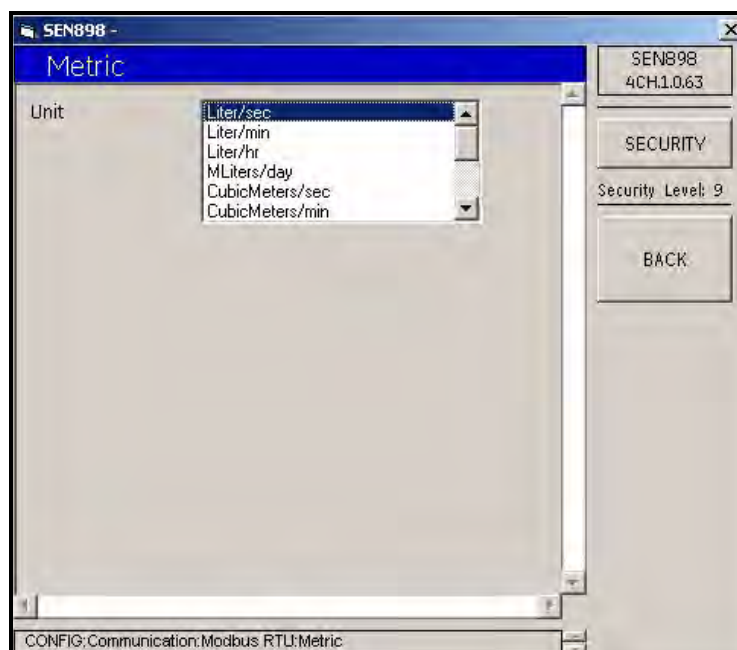 SEN898 -
Metric
Unit
Liter/sec
Liter/min
Liter/hr
MLiters/day
CubicMeters/sec
CubicMeters/min
SEN898
4CH.1.0.63
SECURITY
Security Level: 9
BACK
CONFIG:Communication:Modbus RTU:Metric